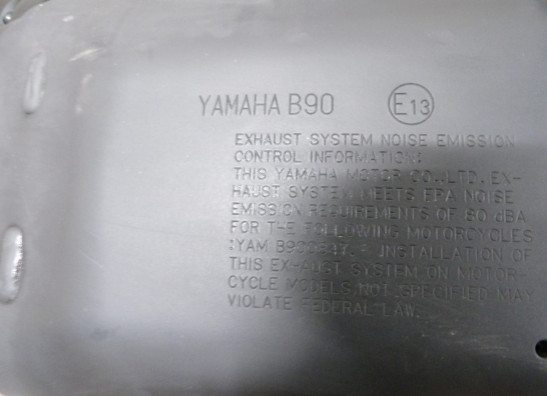 YAMAHA B90 E13
EXHAUST SYSTEM NOISE EMISSION
CONTROL INFORMATION:
THIS YAMAHA MOTOR CO., LTD. EX-
HAUST SYSTEM MEETS EPA NOISE
EMISSION REQUIREMENTS OF 80 dBA
FOR THE FOLLOWING MOTORCYCLES
INSTALLATION OF
THIS EXHAUST SYSTEM ON MOTOR-
CYCLE MODELS NOT SPECIFIED MAY
VIOLATE FEDERAL LAW.